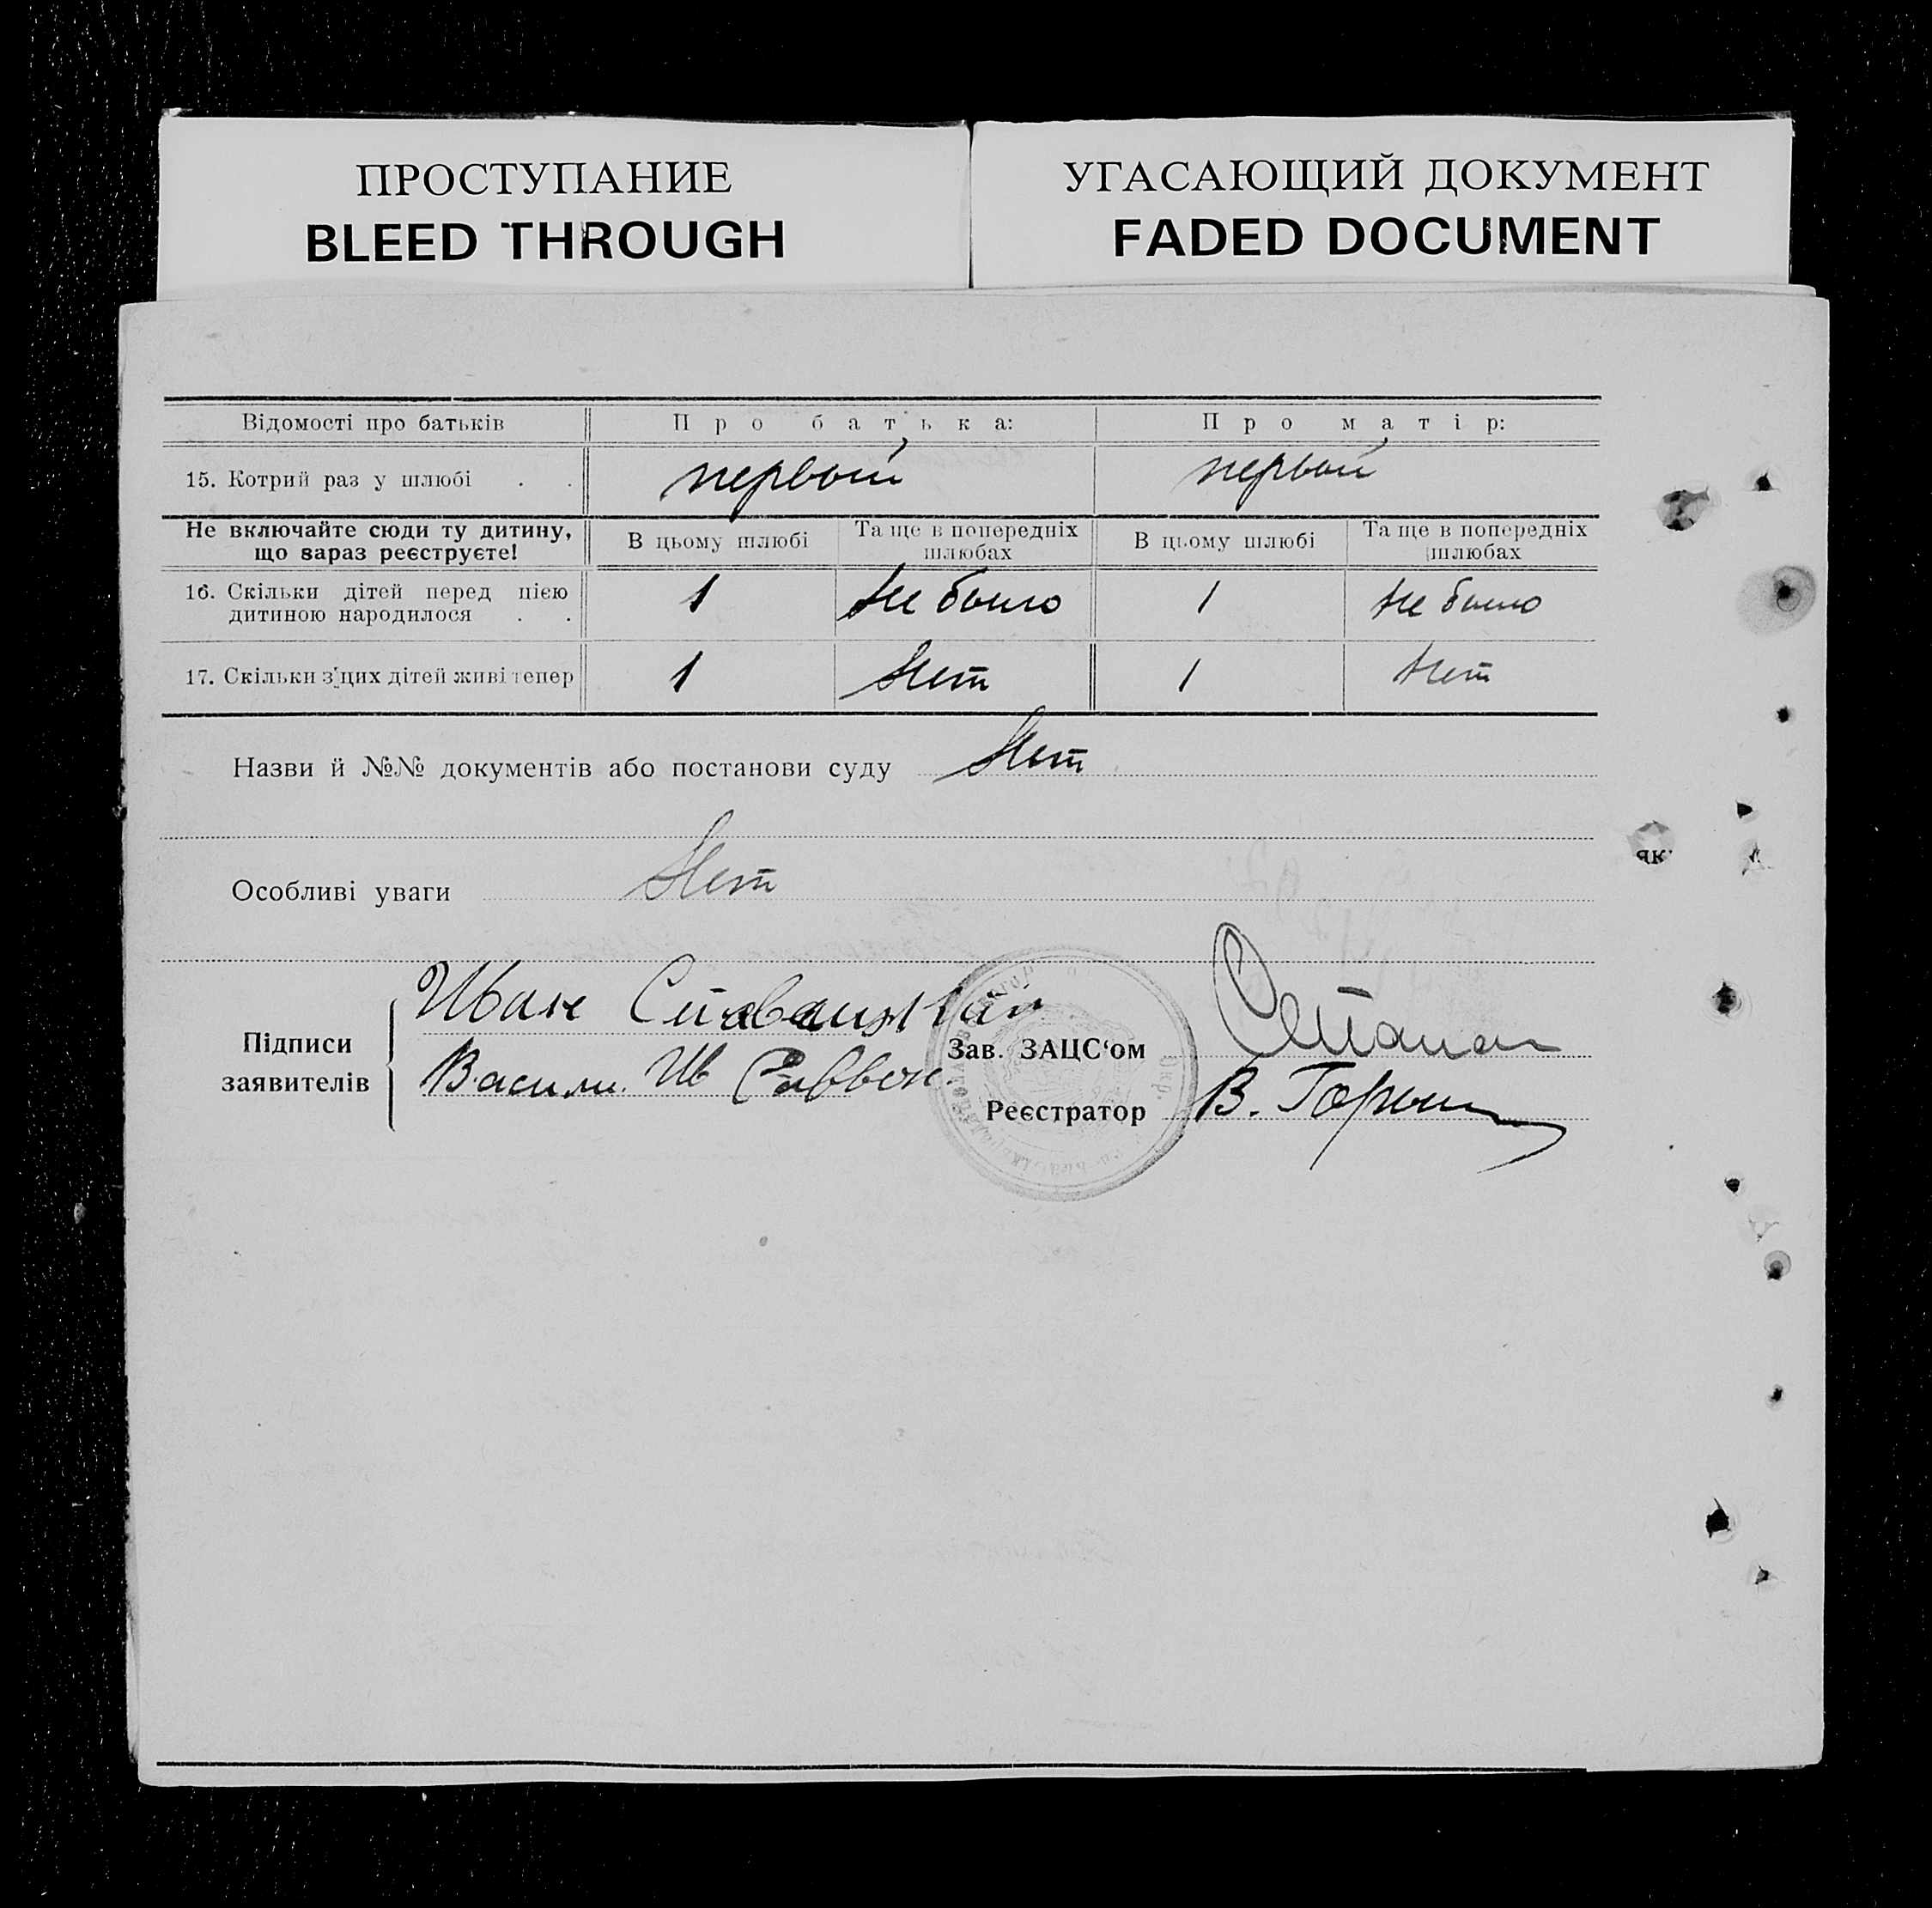 ПРОСТУПАНИЕ
BLEED THROUGH
УГАСАЮЩИЙ ДОКУМЕНТ
FADED DOCUMENT
Відомості про батьків Про батька: Про матір:
15. Котрий раз у шлюбі . . первый первый
Не включайте сюди ту дитину, що зараз реєструєте! В цьому шлюбі Та ще в попередніх шлюбах В цьому шлюбі Та ще в попередніх шлюбах
16. Скільки дітей перед цією дитиною народилося . . 1 Не было 1 Не было
17. Скільки з цих дітей живі тепер 1 Нет 1 Нет
Назви й №№ документів або постанови суду Нет
Особливі уваги Нет
Підписи заявителів
Иван
Васили. Ив
Зав. ЗАЦС'ом
Реєстратор В.
як